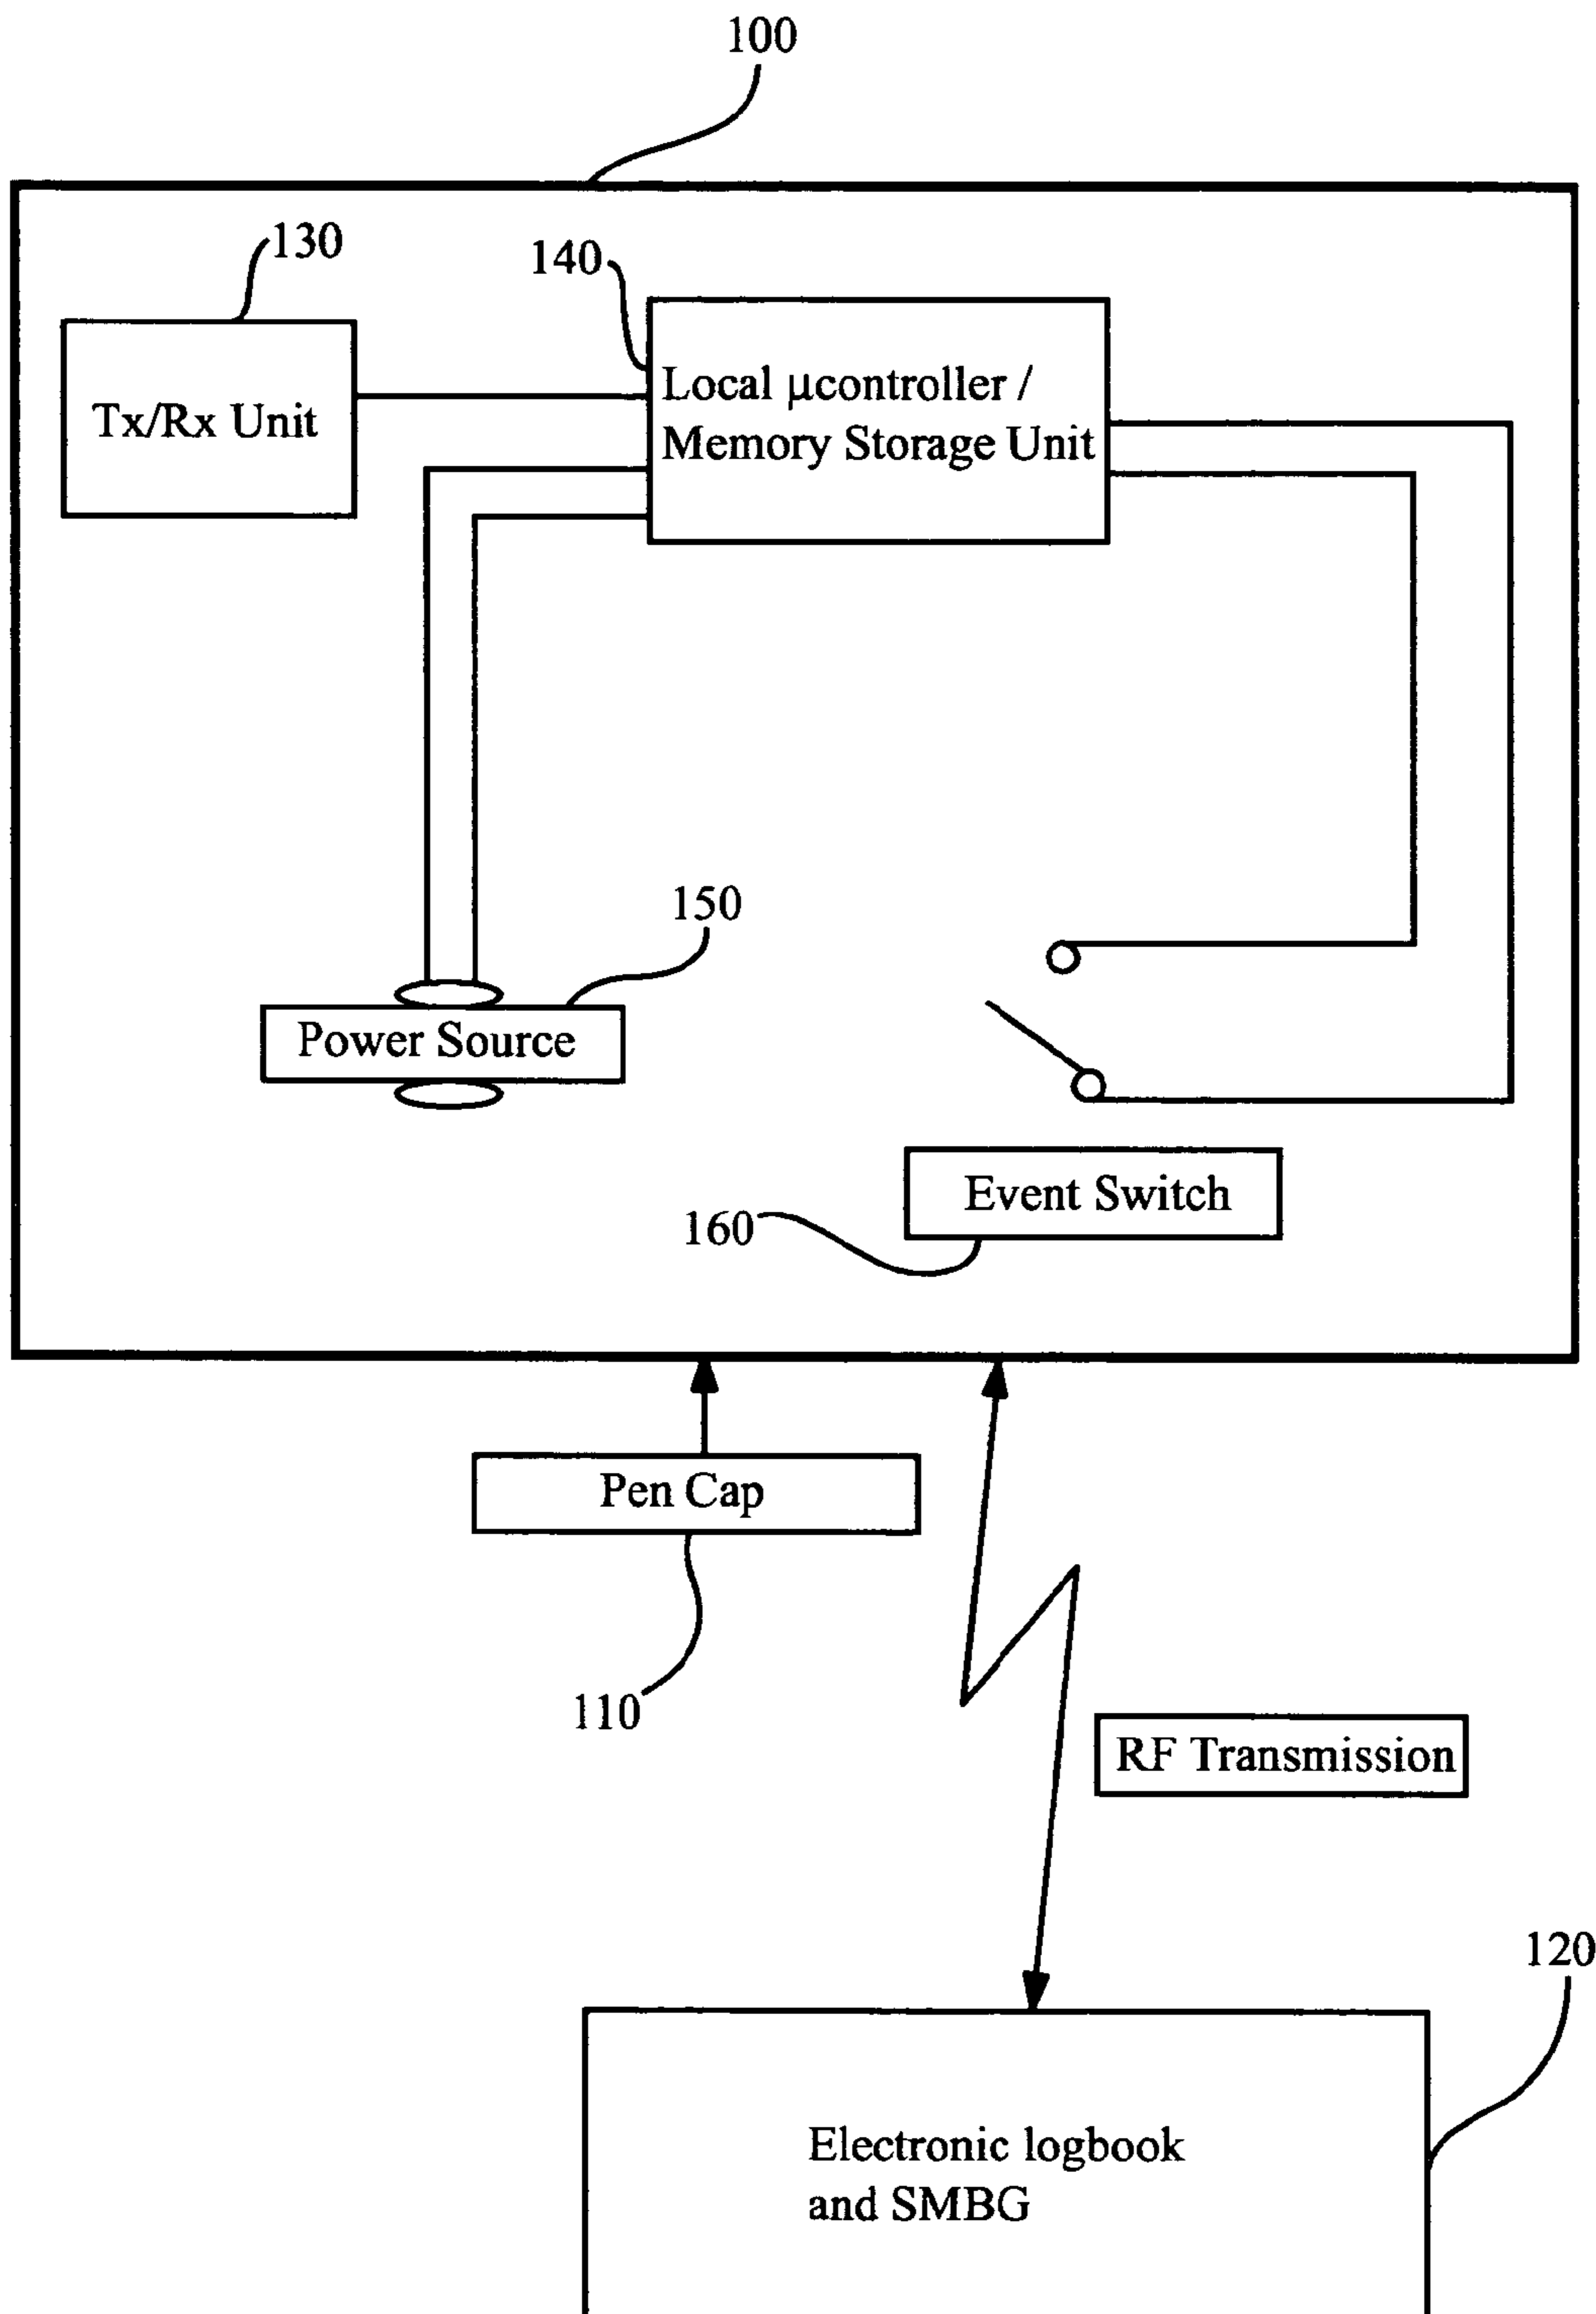 100
130
140
Tx/Rx Unit
Local μcontroller /
Memory Storage Unit
150
Power Source
Event Switch
160
Pen Cap
110
RF Transmission
120
Electronic logbook
and SMBG